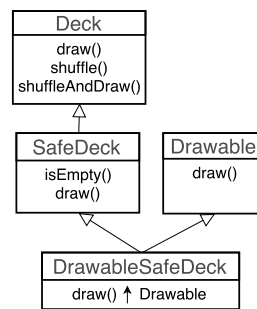 Deck
draw()
shuffle()
shuffleAndDraw()
SafeDeck
isEmpty()
draw()
Drawable
draw()
DrawableSafeDeck
draw() ↑ Drawable